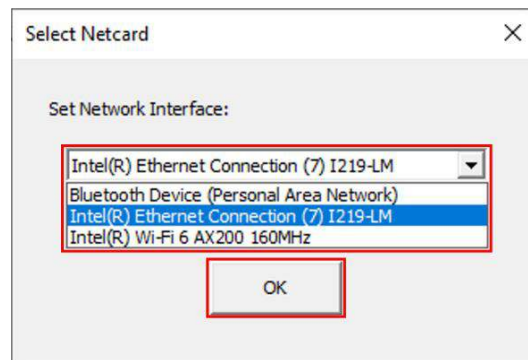 Select Netcard
Set Network Interface:
Intel(R) Ethernet Connection (7) I219-LM
Bluetooth Device (Personal Area Network)
Intel(R) Ethernet Connection (7) I219-LM
Intel(R) Wi-Fi 6 AX200 160MHz
OK